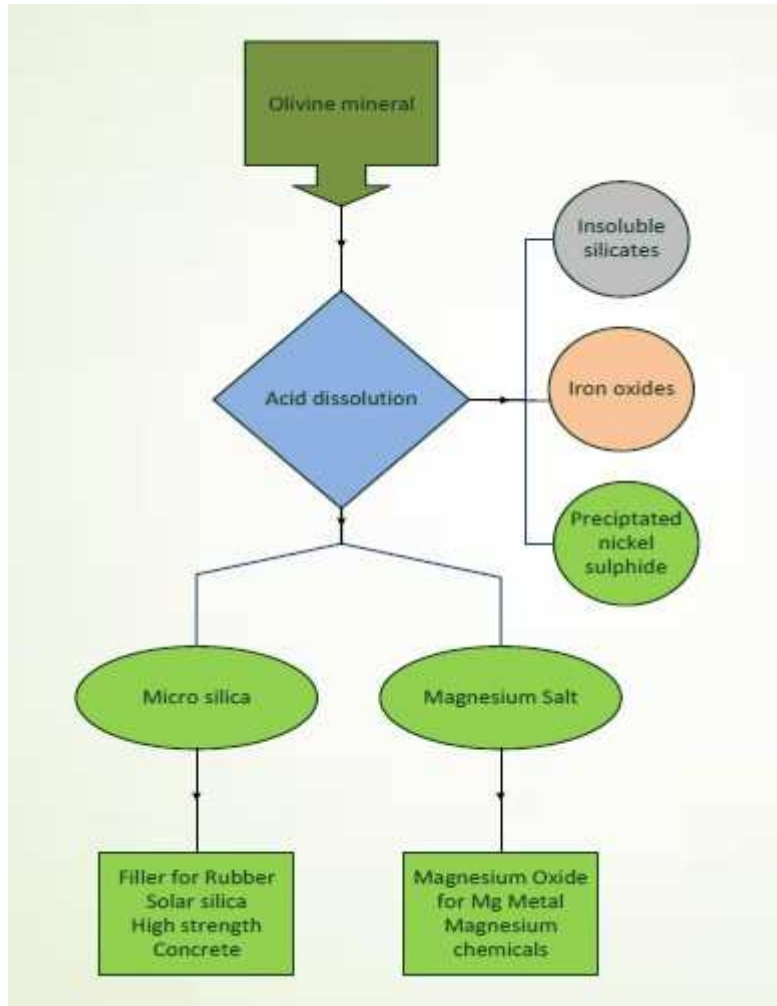 Olivine mineral
Insoluble
silicates
Acid dissolution
Iron oxides
Preciptated
nickel
sulphide
Micro silica
Magnesium Salt
Filler for Rubber
Solar silica
High strength
Concrete
Magnesium Oxide
for Mg Metal
Magnesium
chemicals